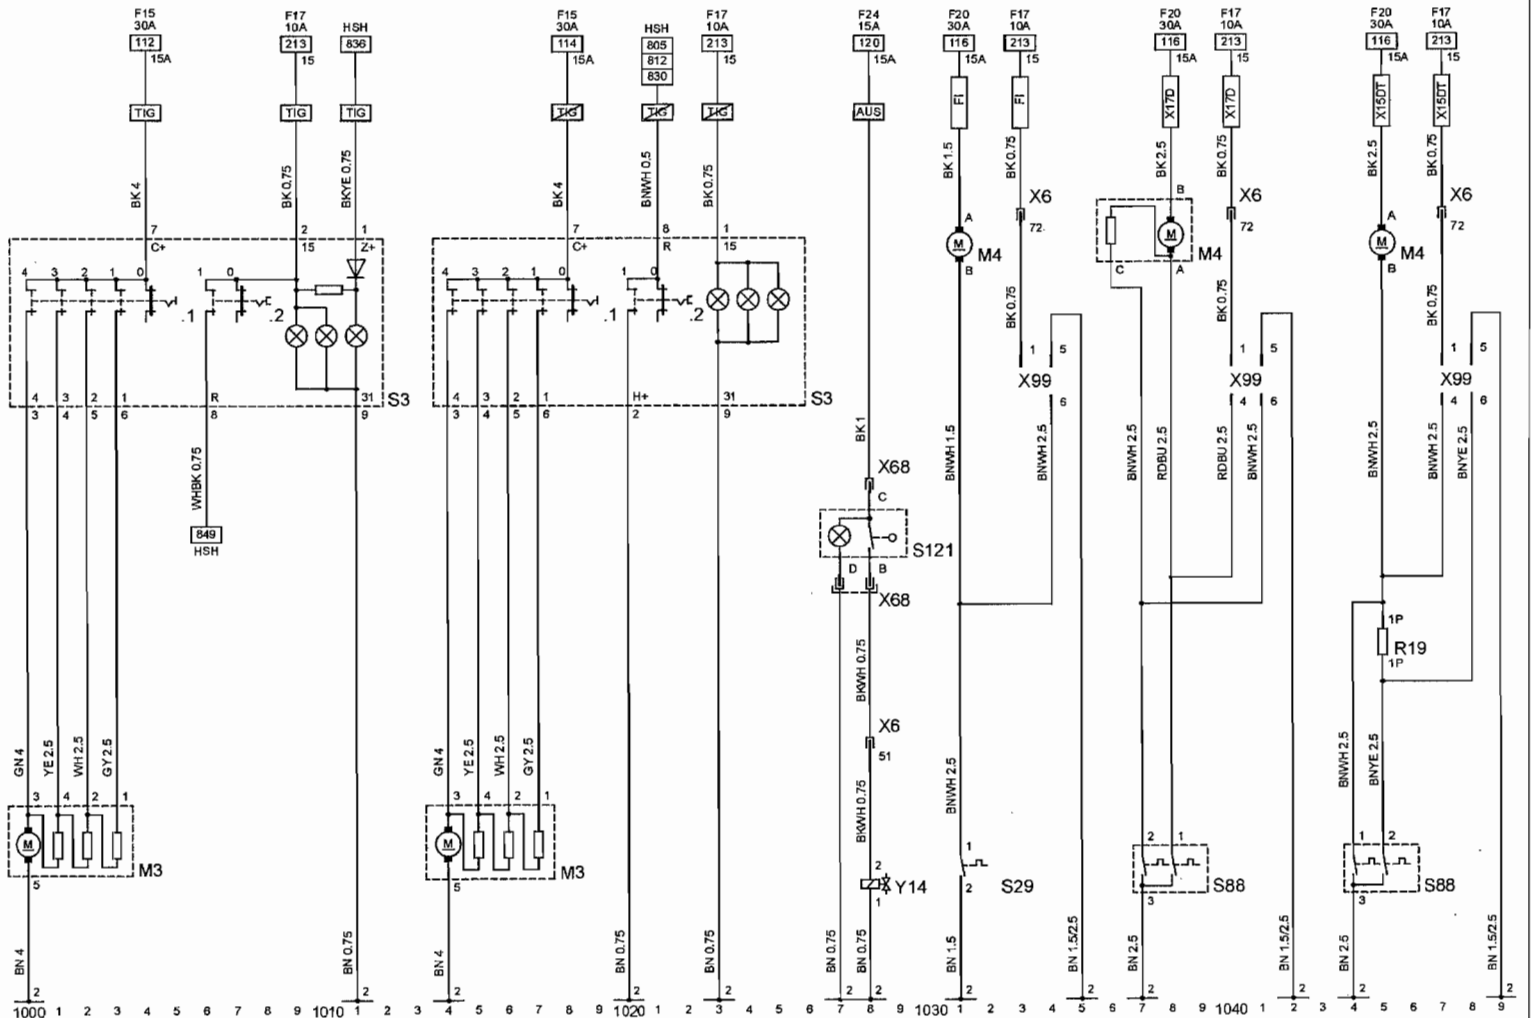 F15 F17 F15 F17 F24 F20 F17 F20 F17 F20 F17
30A 10A HSH 30A HSH 10A 15A 30A 10A 30A 10A 30A 10A
112 213 836 114 805 213 120 116 213 116 213 116 213
812
830
15A 15 15A 15 15A 15A 15 15A 15 15A 15
TIG TIG TIG TIG TIG TIG AUS FI FI X17D X17D X15DT X15DT
BK 4 BK 0.75 BKYE 0.75 BK 4 BNWH 0.5 BK 0.75 BK 1.5 BK 0.75 BK 2.5 BK 0.75 BK 2.5 BK 0.75
X6 X6 X6
72 72 72
7 2 1 7 8 1 A B A
C+ 15 Z+ C+ R 15
M M4 M M4 M M4
B C A B
4 3 2 1 0 1 0 4 3 2 1 0 1 0
.1 .2 .1 .2
BK 0.75 BK 0.75 BK 0.75
1 5 1 5 1 5
X99 X99 X99
6 4 6 4 6
4 3 2 1 R 31 S3 4 3 2 1 H+ 31 S3
3 4 5 6 8 9 3 4 5 6 2 9
WHBK 0.75 BK 1 BNWH 1.5 BNWH 2.5 BNWH 2.5 RDBU 2.5 RDBU 2.5 BNWH 2.5 BNWH 2.5 BNWH 2.5 BNYE 2.5
849
HSH
X68
C
S121
D B
X68
1P
R19
1P
BKWH 0.75
X6
51
GN 4 YE 2.5 WH 2.5 GY 2.5 GN 4 YE 2.5 WH 2.5 GY 2.5 BKWH 0.75 BNWH 2.5 BNWH 2.5 BNYE 2.5
3 4 2 1 3 4 2 1
M M3 M M3
5 5
2 Y14
1
1 S29
2
2 1 S88
3
1 2 S88
3
BN 4 BN 0.75 BN 4 BN 0.75 BN 0.75 BN 0.75 BN 0.75 BN 1.5 BN 1.5/2.5 BN 2.5 BN 1.5/2.5 BN 2.5 BN 1.5/2.5
2 2 2 2 2 2 2 2 2 2 2 2 2
1000 1 2 3 4 5 6 7 8 9 1010 1 2 3 4 5 6 7 8 9 1020 1 2 3 4 5 6 7 8 9 1030 1 2 3 4 5 6 7 8 9 1040 1 2 3 4 5 6 7 8 9